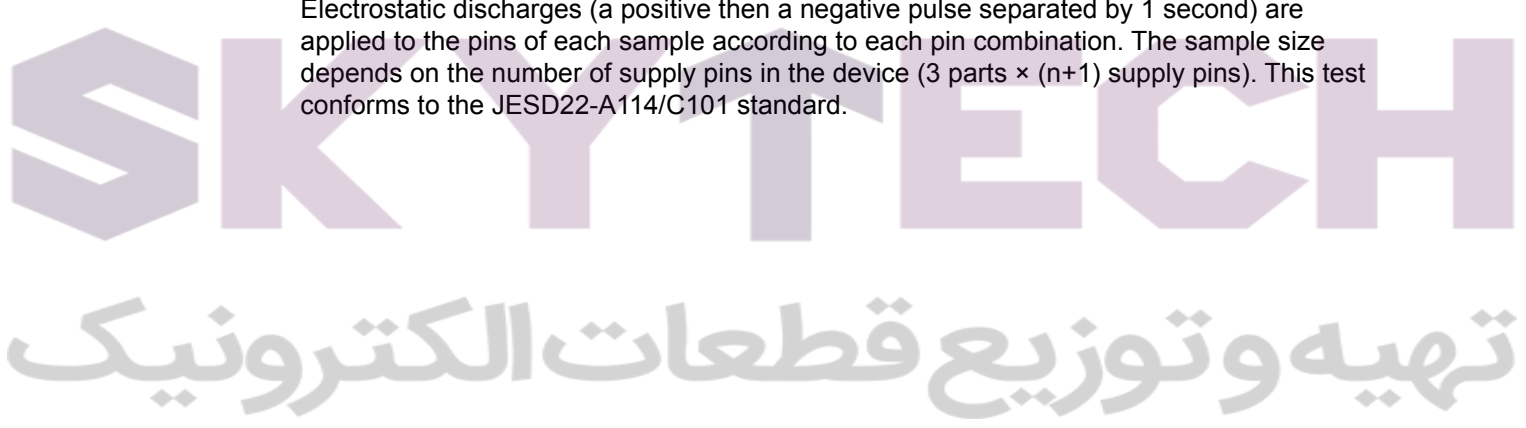 Electrostatic discharges (a positive then a negative pulse separated by 1 second) are
applied to the pins of each sample according to each pin combination. The sample size
depends on the number of supply pins in the device (3 parts × (n+1) supply pins). This test
conforms to the JESD22-A114/C101 standard.
SKYTECH
تهیه و توزیع قطعات الکترونیک